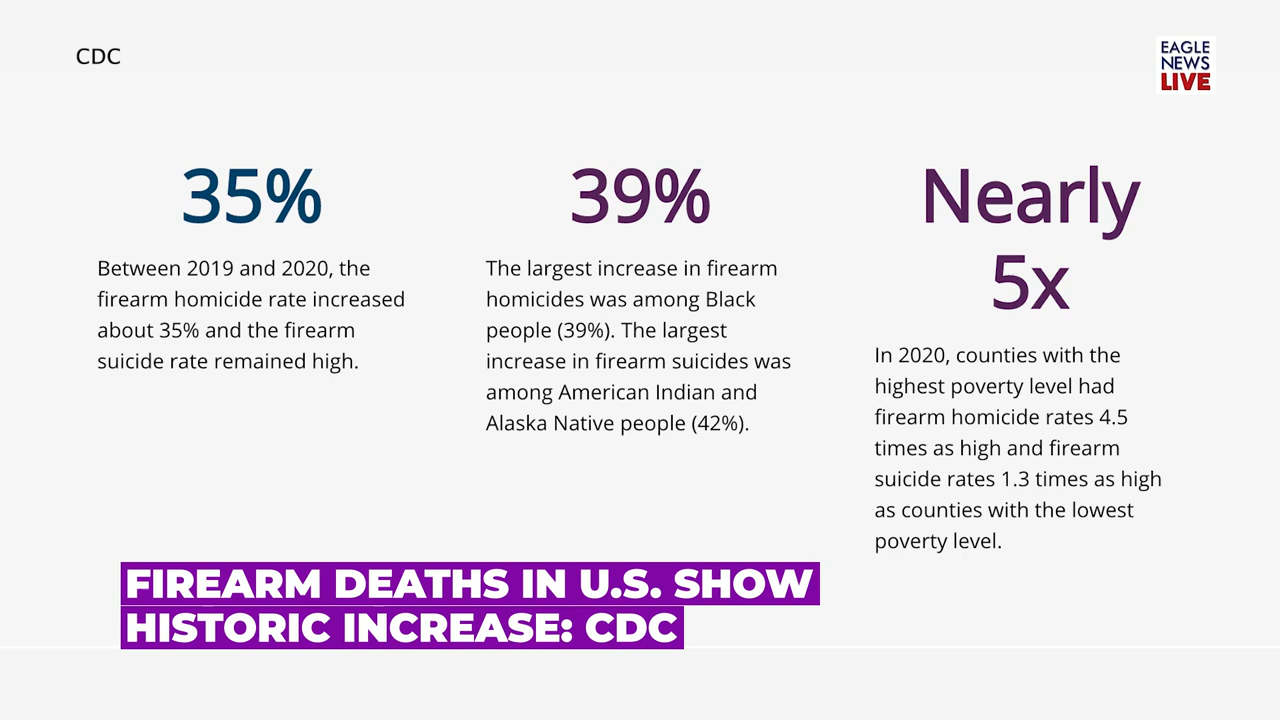 CDC
EAGLE
NEWS
LIVE
35%
Between 2019 and 2020, the
firearm homicide rate increased
about 35% and the firearm
suicide rate remained high.
39%
The largest increase in firearm
homicides was among Black
people (39%). The largest
increase in firearm suicides was
among American Indian and
Alaska Native people (42%).
Nearly
5x
In 2020, counties with the
highest poverty level had
firearm homicide rates 4.5
times as high and firearm
suicide rates 1.3 times as high
as counties with the lowest
poverty level.
FIREARM DEATHS IN U.S. SHOW
HISTORIC INCREASE: CDC